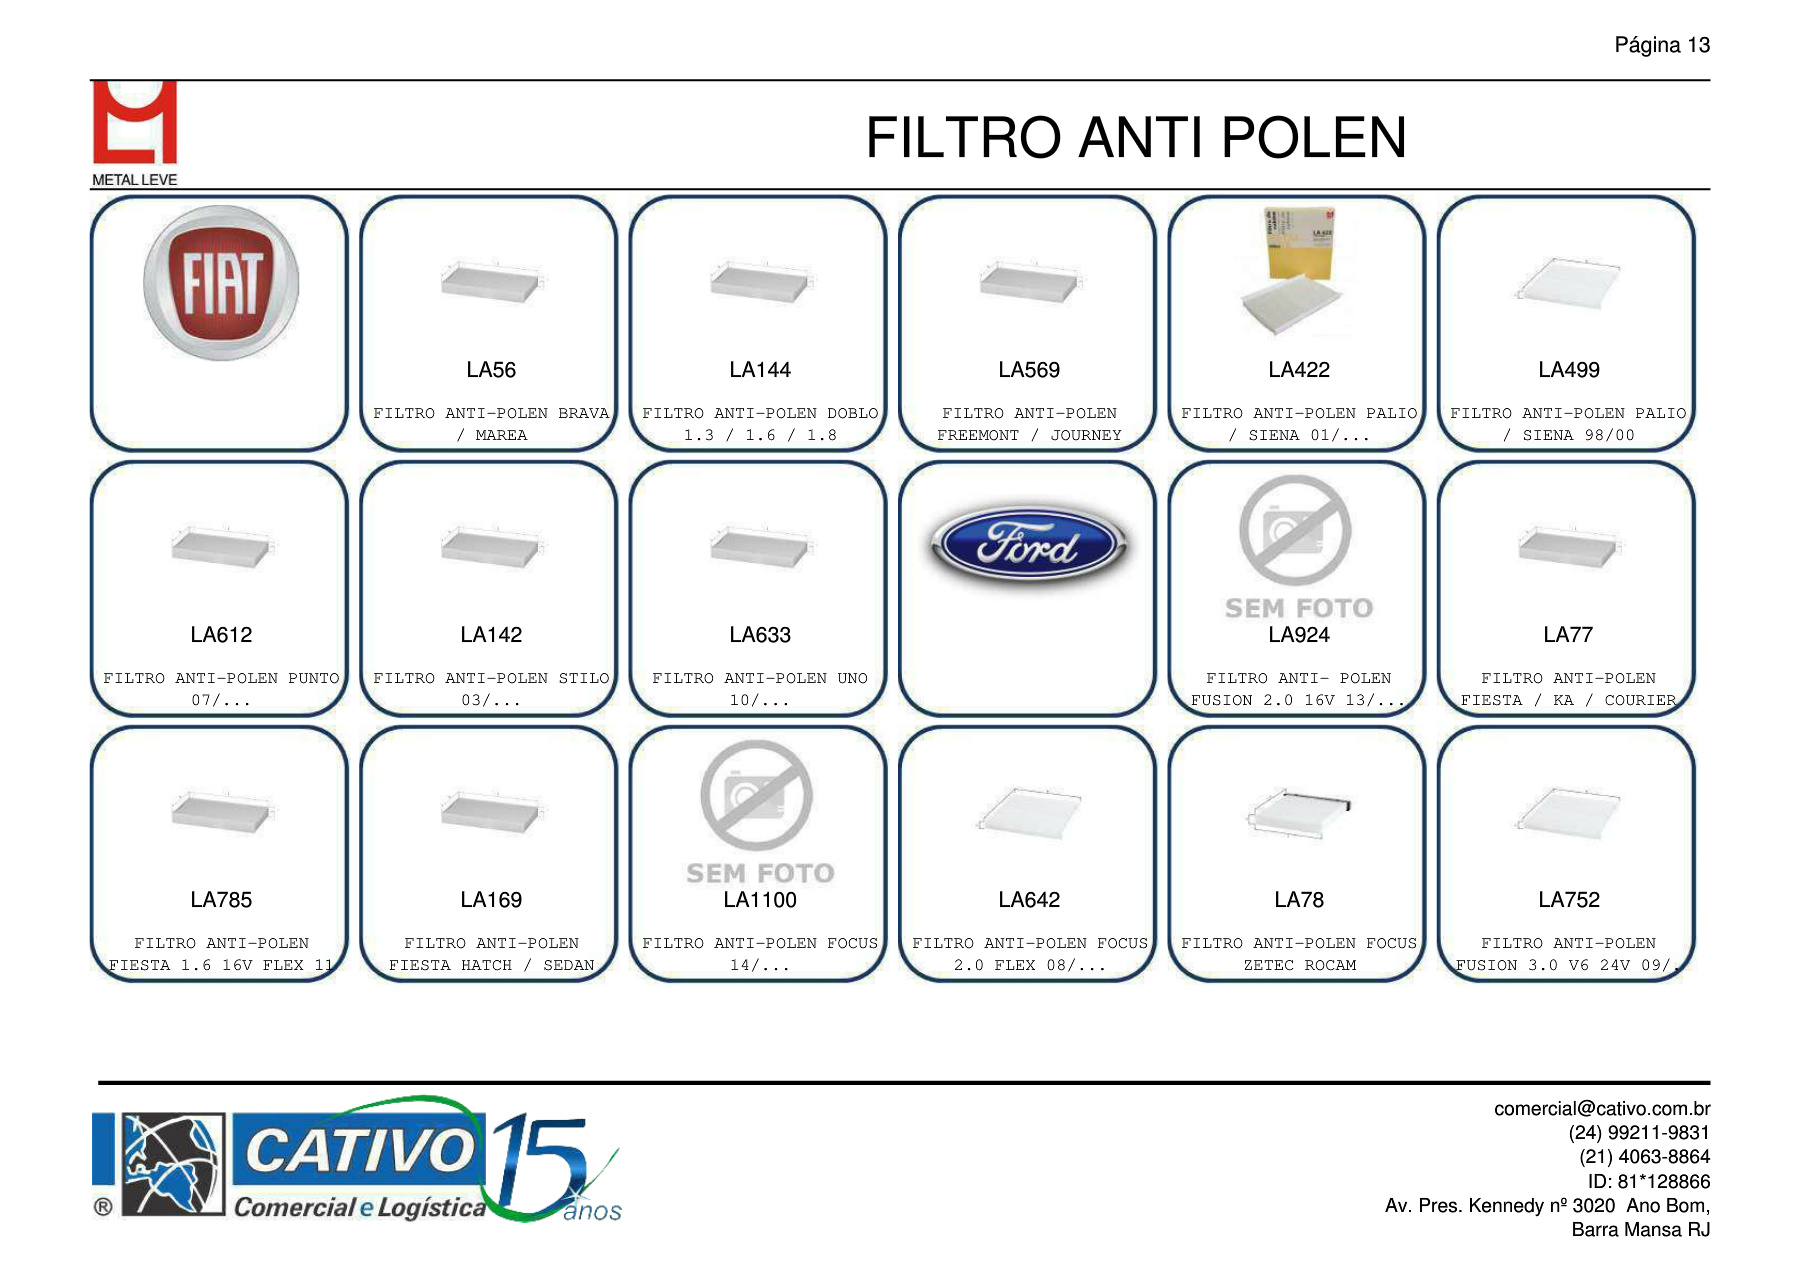 Página 13
METAL LEVE
FILTRO ANTI POLEN
FIAT
LA56
FILTRO ANTI-POLEN BRAVA
/ MAREA
LA144
FILTRO ANTI-POLEN DOBLO
1.3 / 1.6 / 1.8
LA569
FILTRO ANTI-POLEN
FREEMONT / JOURNEY
LA422
FILTRO ANTI-POLEN PALIO
/ SIENA 01/...
LA499
FILTRO ANTI-POLEN PALIO
/ SIENA 98/00
LA612
FILTRO ANTI-POLEN PUNTO
07/...
LA142
FILTRO ANTI-POLEN STILO
03/...
LA633
FILTRO ANTI-POLEN UNO
10/...
Ford
SEM FOTO
LA924
FILTRO ANTI- POLEN
FUSION 2.0 16V 13/...
LA77
FILTRO ANTI-POLEN
FIESTA / KA / COURIER
LA785
FILTRO ANTI-POLEN
FIESTA 1.6 16V FLEX 11
LA169
FILTRO ANTI-POLEN
FIESTA HATCH / SEDAN
SEM FOTO
LA1100
FILTRO ANTI-POLEN FOCUS
14/...
LA642
FILTRO ANTI-POLEN FOCUS
2.0 FLEX 08/...
LA78
FILTRO ANTI-POLEN FOCUS
ZETEC ROCAM
LA752
FILTRO ANTI-POLEN
FUSION 3.0 V6 24V 09/.
CATIVO 15
® Comercial e Logística anos
comercial@cativo.com.br
(24) 99211-9831
(21) 4063-8864
ID: 81*128866
Av. Pres. Kennedy nº 3020  Ano Bom,
Barra Mansa RJ